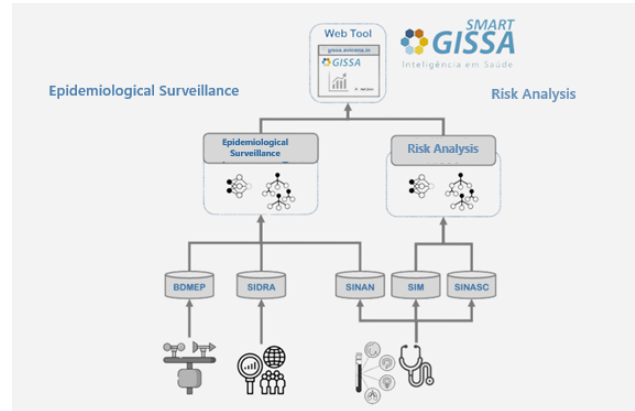 Web Tool
gissa.avicena.in
GISSA
SMART
GISSA
Inteligência em Saúde
Epidemiological Surveillance
Risk Analysis
Epidemiological
Surveillance
Risk Analysis
BDMEP
SIDRA
SINAN
SIM
SINASC